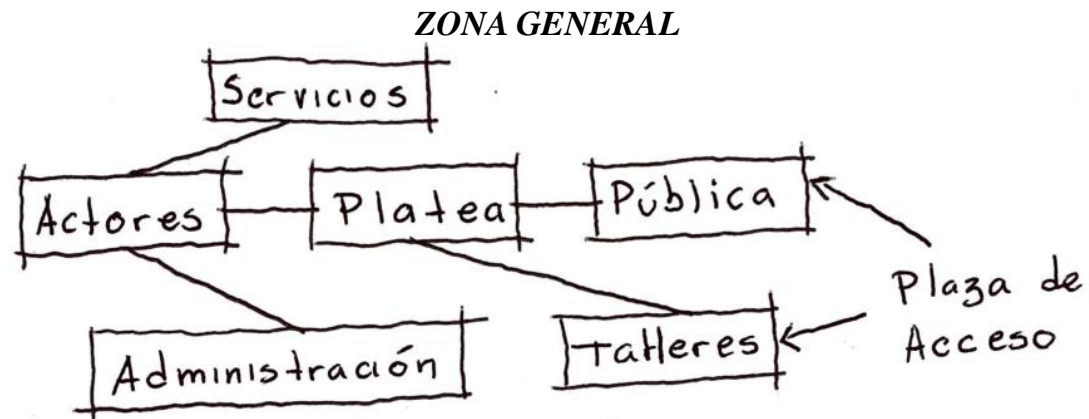 ZONA GENERAL
Servicios
Actores
Platea
Pública
Plaza de
Acceso
Administración
Talleres